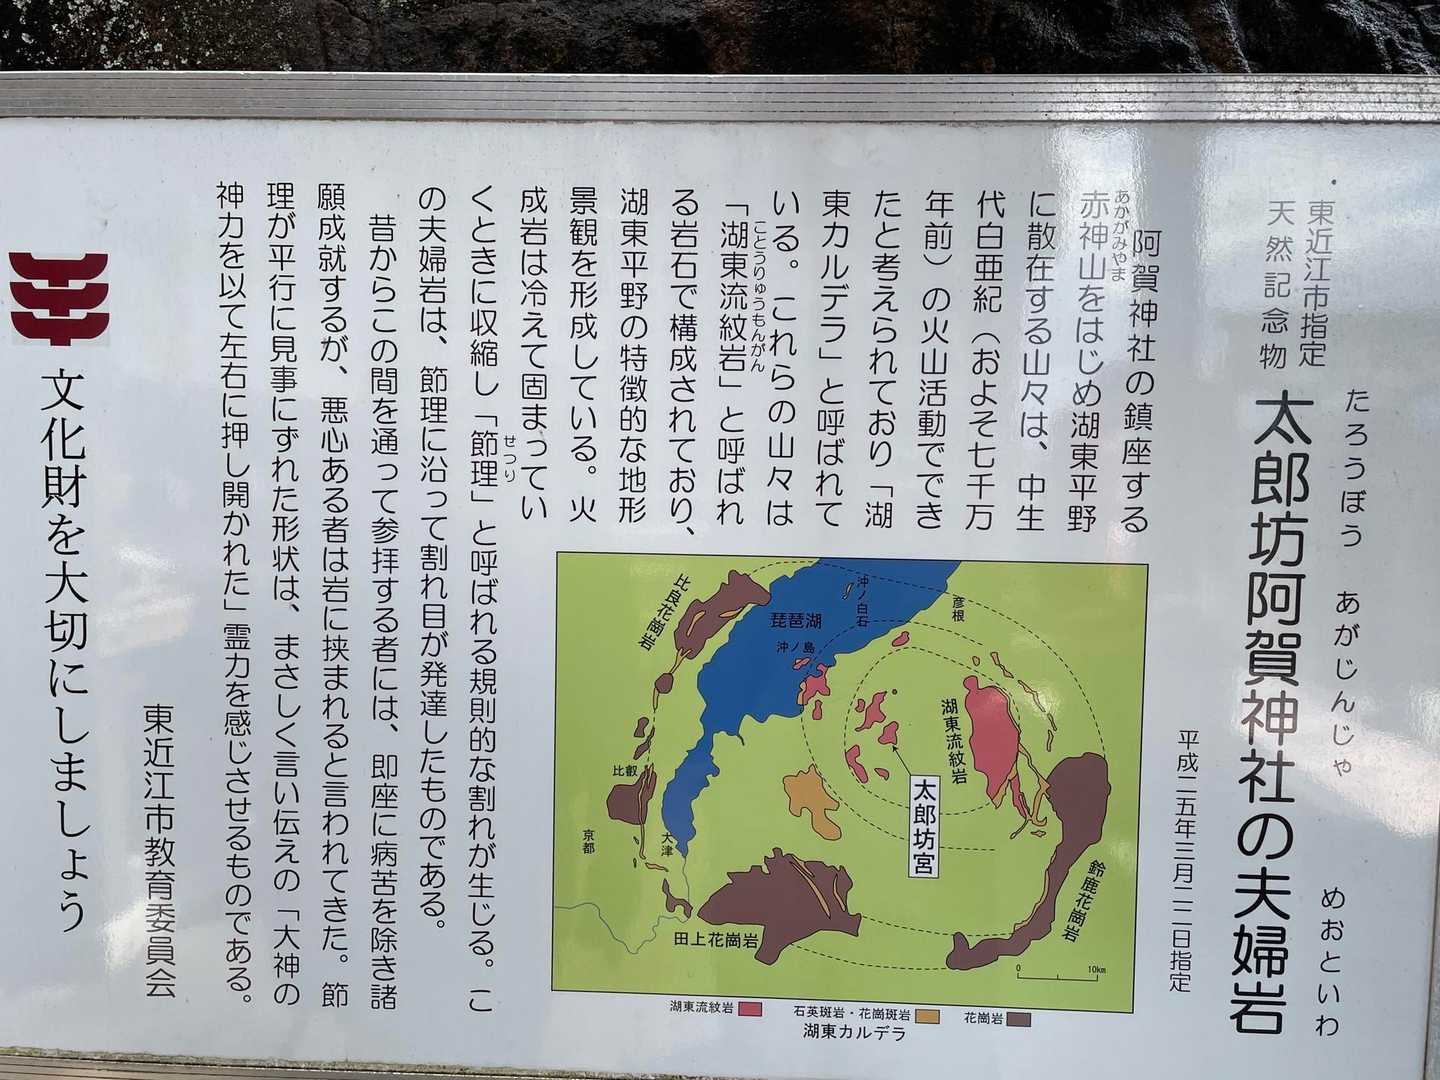 東近江市指定
天然記念物
たろうぼう あがじんじゃ めおといわ
太郎坊阿賀神社の夫婦岩
平成二五年三月二二日指定
阿賀神社の鎮座する
あかがみやま
赤神山をはじめ湖東平野
に散在する山々は、中生
代白亜紀（およそ七千万
年前）の火山活動ででき
たと考えられており「湖
東カルデラ」と呼ばれて
いる。これらの山々は
ことうりゅうもんがん
「湖東流紋岩」と呼ばれ
る岩石で構成されており、
湖東平野の特徴的な地形
景観を形成している。火
成岩は冷えて固まってい
せつり
くときに収縮し「節理」と呼ばれる規則的な割れが生じる。こ
の夫婦岩は、節理に沿って割れ目が発達したものである。
昔からこの間を通って参拝する者には、即座に病苦を除き諸
願成就するが、悪心ある者は岩に挟まれると言われてきた。節
理が平行に見事にずれた形状は、まさしく言い伝えの「大神の
神力を以て左右に押し開かれた」霊力を感じさせるものである。
東近江市教育委員会
文化財を大切にしましょう
比良花崗岩
琵琶湖
沖ノ白石
沖ノ島
彦根
湖東流紋岩
太郎坊宮
比叡
京都
大津
田上花崗岩
鈴鹿花崗岩
0 10km
湖東流紋岩
石英斑岩・花崗斑岩
花崗岩
湖東カルデラ